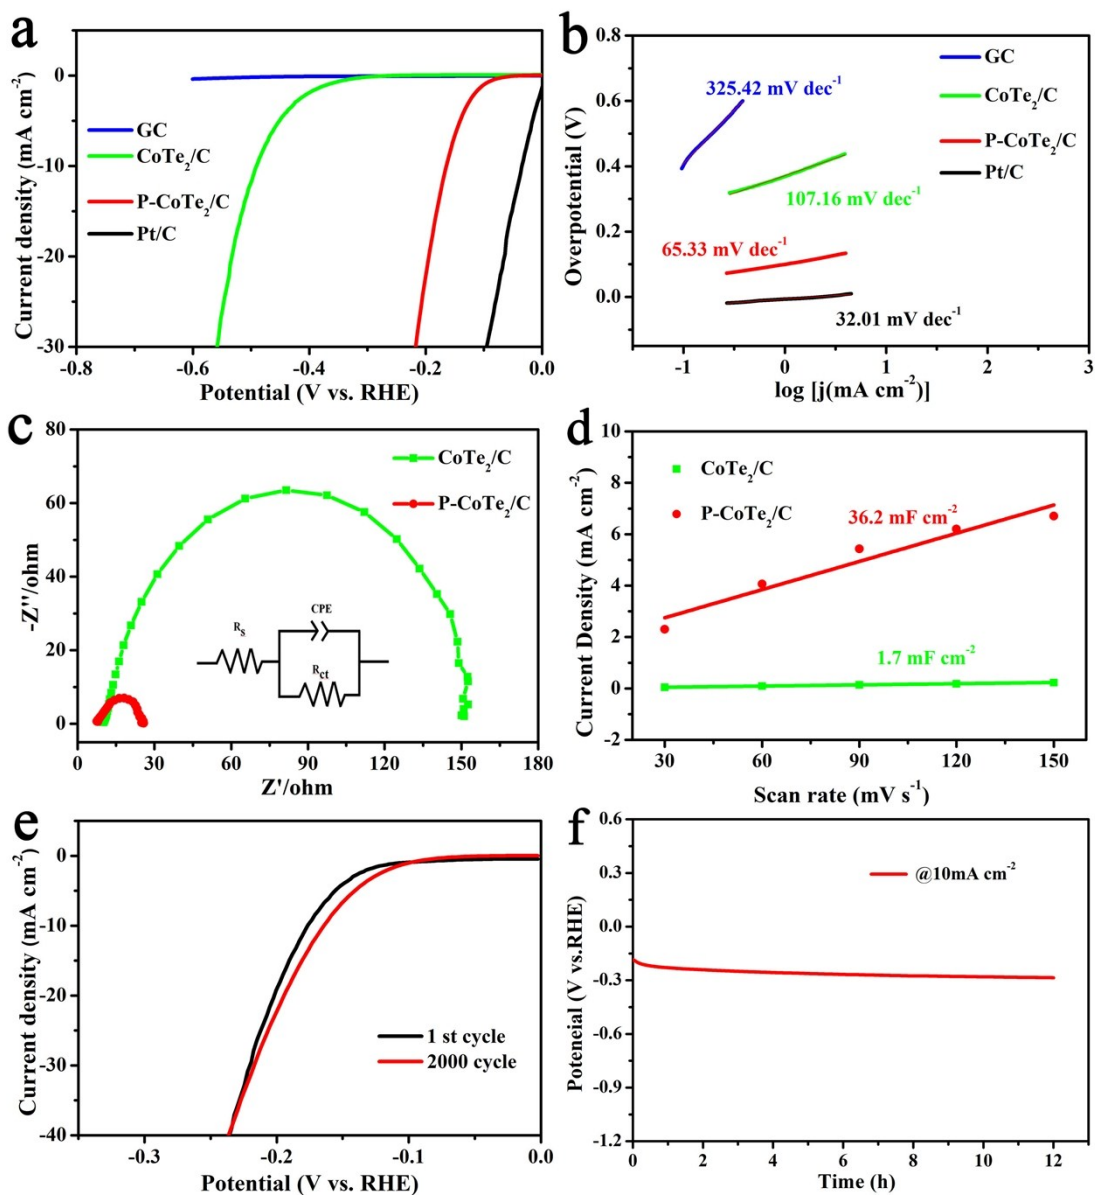 a
Current density (mA cm⁻²)
0
-10
-20
-30
GC
CoTe₂/C
P-CoTe₂/C
Pt/C
-0.8 -0.6 -0.4 -0.2 0.0
Potential (V vs. RHE)
b
Overpotential (V)
0.8
0.6
0.4
0.2
0.0
325.42 mV dec⁻¹
107.16 mV dec⁻¹
65.33 mV dec⁻¹
32.01 mV dec⁻¹
GC
CoTe₂/C
P-CoTe₂/C
Pt/C
-1 0 1 2 3
log [j(mA cm⁻²)]
c
-Z''/ohm
80
60
40
20
0
CoTe₂/C
P-CoTe₂/C
CPE
Rₛ
R꜀ₜ
0 30 60 90 120 150 180
Z'/ohm
d
Current Density (mA cm⁻²)
10
8
6
4
2
0
-2
CoTe₂/C
P-CoTe₂/C
36.2 mF cm⁻²
1.7 mF cm⁻²
30 60 90 120 150
Scan rate (mV s⁻¹)
e
Current density (mA cm⁻²)
0
-10
-20
-30
-40
1 st cycle
2000 cycle
-0.3 -0.2 -0.1 0.0
Potential (V vs. RHE)
f
Poteneial (V vs.RHE)
0.6
0.3
0.0
-0.3
-0.6
-0.9
-1.2
@10mA cm⁻²
0 2 4 6 8 10 12
Time (h)